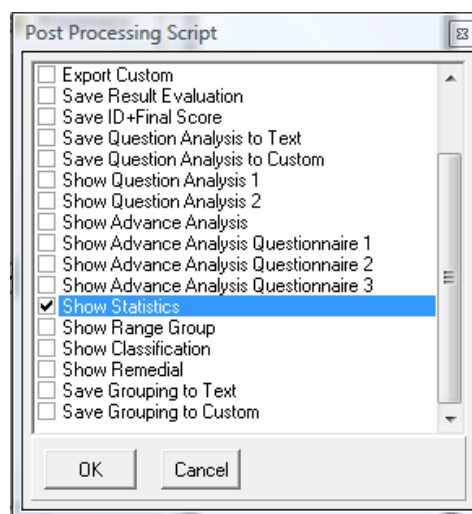 Post Processing Script
Export Custom
Save Result Evaluation
Save ID+Final Score
Save Question Analysis to Text
Save Question Analysis to Custom
Show Question Analysis 1
Show Question Analysis 2
Show Advance Analysis
Show Advance Analysis Questionnaire 1
Show Advance Analysis Questionnaire 2
Show Advance Analysis Questionnaire 3
Show Statistics
Show Range Group
Show Classification
Show Remedial
Save Grouping to Text
Save Grouping to Custom
OK Cancel